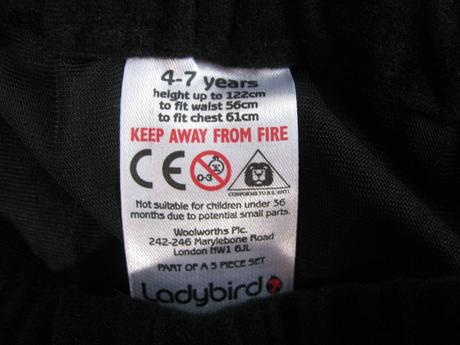 4-7 years
height up to 122cm
to fit waist 56cm
to fit chest 61cm
KEEP AWAY FROM FIRE
CE 0-3
CONFORMS TO B.S. EN71
Not suitable for children under 36
months due to potential small parts.
Woolworths Plc.
242-246 Marylebone Road
London NW1 6JL
PART OF A 5 PIECE SET
Ladybird